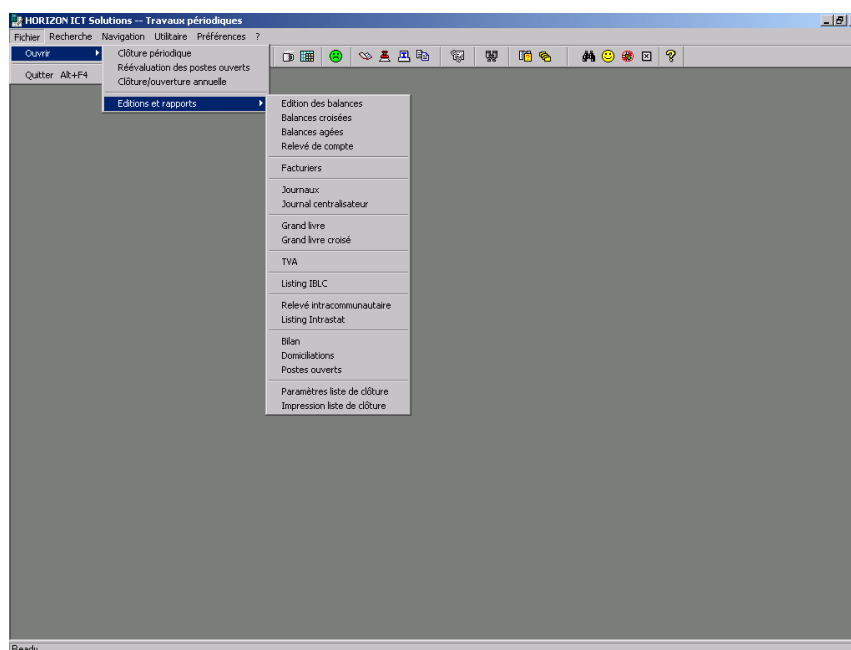 HORIZON ICT Solutions -- Travaux périodiques
Fichier Recherche Navigation Utilitaire Préférences ?
Ouvrir
Quitter Alt+F4
Clôture périodique
Réévaluation des postes ouverts
Clôture/ouverture annuelle
Editions et rapports
Edition des balances
Balances croisées
Balances agées
Relevé de compte
Facturiers
Journaux
Journal centralisateur
Grand livre
Grand livre croisé
TVA
Listing IBLC
Relevé intracommunautaire
Listing Intrastat
Bilan
Domiciliations
Postes ouverts
Paramètres liste de clôture
Impression liste de clôture
Ready